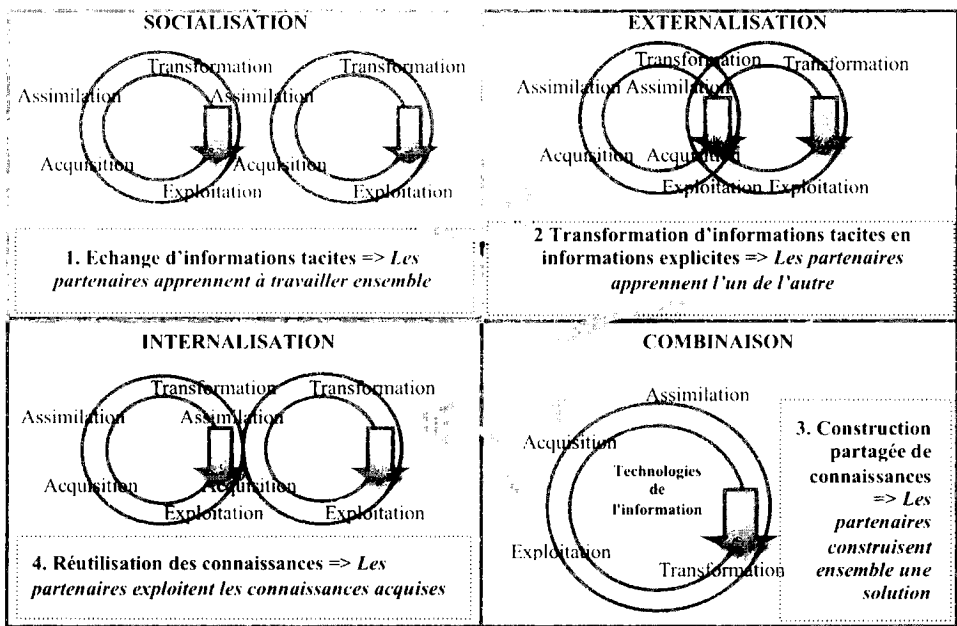 SOCIALISATION
Transformation
Transformation
Assimilation
Assimilation
Acquisition
Acquisition
Exploitation
Exploitation
1. Echange d'informations tacites => Les
partenaires apprennent à travailler ensemble
EXTERNALISATION
Transformation
Transformation
Assimilation
Assimilation
Acquisition
Acquisition
Exploitation
Exploitation
2 Transformation d'informations tacites en
informations explicites => Les partenaires
apprennent l'un de l'autre
INTERNALISATION
Transformation
Transformation
Assimilation
Assimilation
Acquisition
Acquisition
Exploitation
Exploitation
4. Réutilisation des connaissances => Les
partenaires exploitent les connaissances acquises
COMBINAISON
Assimilation
Acquisition
Technologies
de
l'information
Exploitation
Transformation
3. Construction
partagée de
connaissances
=> Les
partenaires
construisent
ensemble une
solution